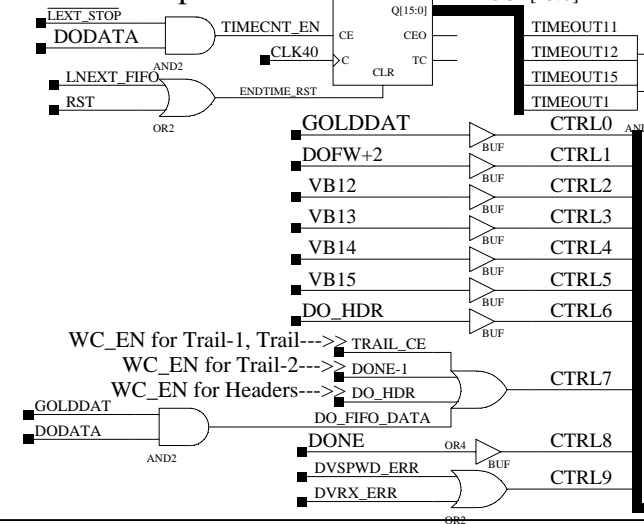 LEXT_STOP
DODATA
TIMECNT_EN
AND2
Q[15:0]
CE
CEO
CLK40
C
TC
CLR
LNEXT_FIFO
RST
OR2
ENDTIME_RST
TIMEOUT11
TIMEOUT12
TIMEOUT15
TIMEOUT1
GOLDDAT BUF CTRL0
DOFW+2 BUF CTRL1
VB12 BUF CTRL2
VB13 BUF CTRL3
VB14 BUF CTRL4
VB15 BUF CTRL5
DO_HDR BUF CTRL6
WC_EN for Trail-1, Trail--->> TRAIL_CE
WC_EN for Trail-2--->> DONE-1
WC_EN for Headers--->> DO_HDR
CTRL7
GOLDDAT
DODATA
AND2
DO_FIFO_DATA
OR4
DONE BUF CTRL8
DVSPWD_ERR
DVRX_ERR
CTRL9
OR2